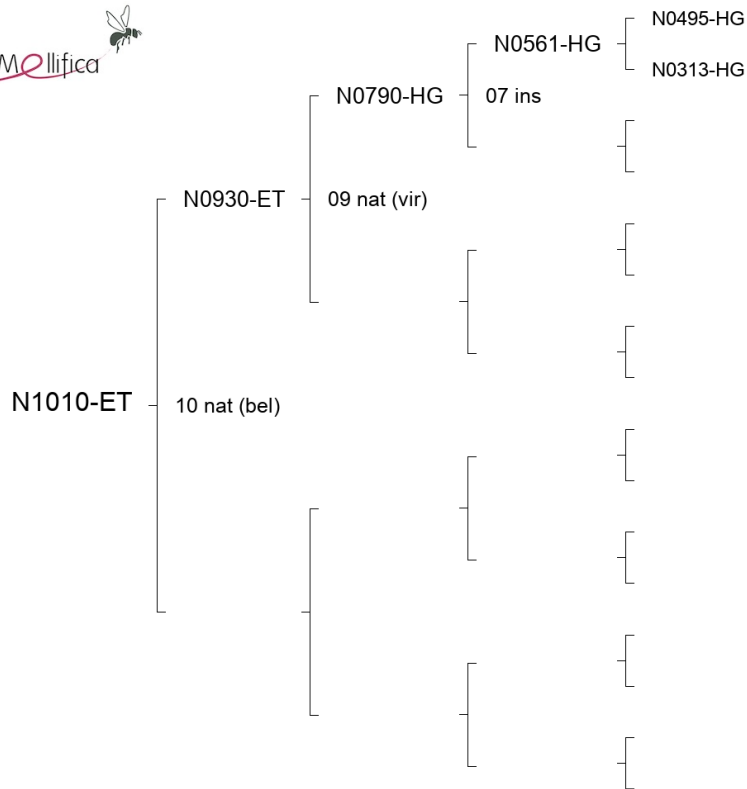 Mellifica
N0495-HG
N0561-HG
N0313-HG
N0790-HG
07 ins
N0930-ET
09 nat (vir)
N1010-ET
10 nat (bel)